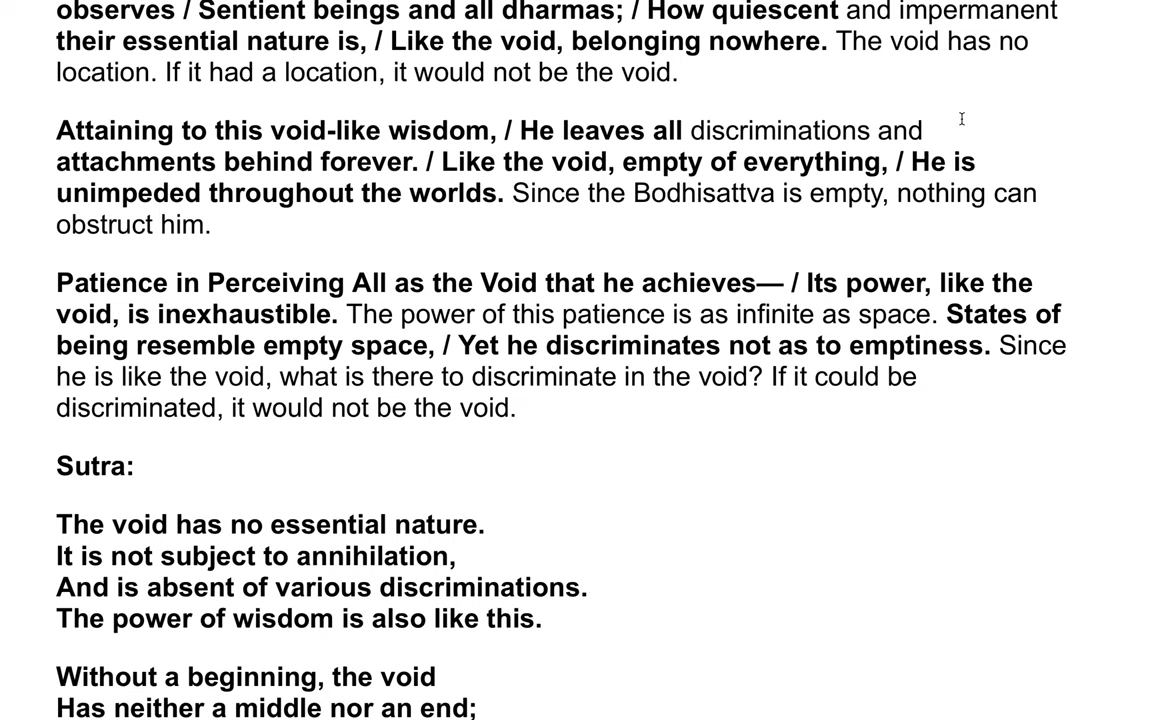 observes / Sentient beings and all dharmas; / How quiescent and impermanent
their essential nature is, / Like the void, belonging nowhere. The void has no
location. If it had a location, it would not be the void.
Attaining to this void-like wisdom, / He leaves all discriminations and
attachments behind forever. / Like the void, empty of everything, / He is
unimpeded throughout the worlds. Since the Bodhisattva is empty, nothing can
obstruct him.
Patience in Perceiving All as the Void that he achieves— / Its power, like the
void, is inexhaustible. The power of this patience is as infinite as space. States of
being resemble empty space, / Yet he discriminates not as to emptiness. Since
he is like the void, what is there to discriminate in the void? If it could be
discriminated, it would not be the void.
Sutra:
The void has no essential nature.
It is not subject to annihilation,
And is absent of various discriminations.
The power of wisdom is also like this.
Without a beginning, the void
Has neither a middle nor an end;